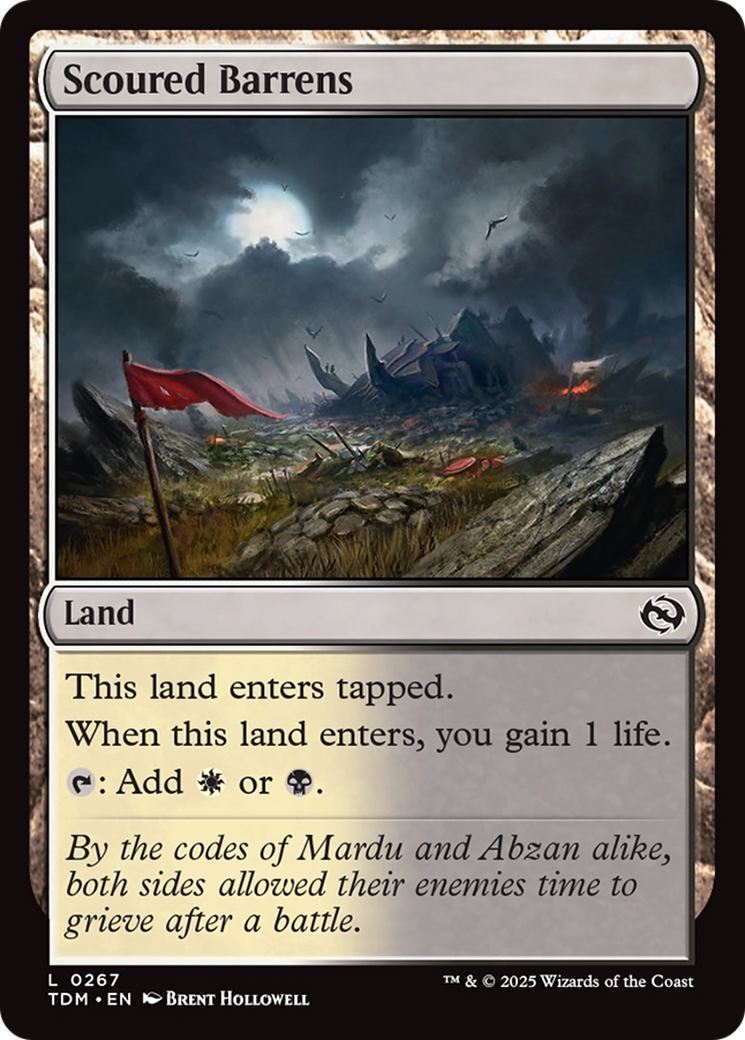 Scoured Barrens
Land
This land enters tapped.
When this land enters, you gain 1 life.
: Add or .
By the codes of Mardu and Abzan alike,
both sides allowed their enemies time to
grieve after a battle.
L 0267
TDM • EN Brent Hollowell
™ & © 2025 Wizards of the Coast